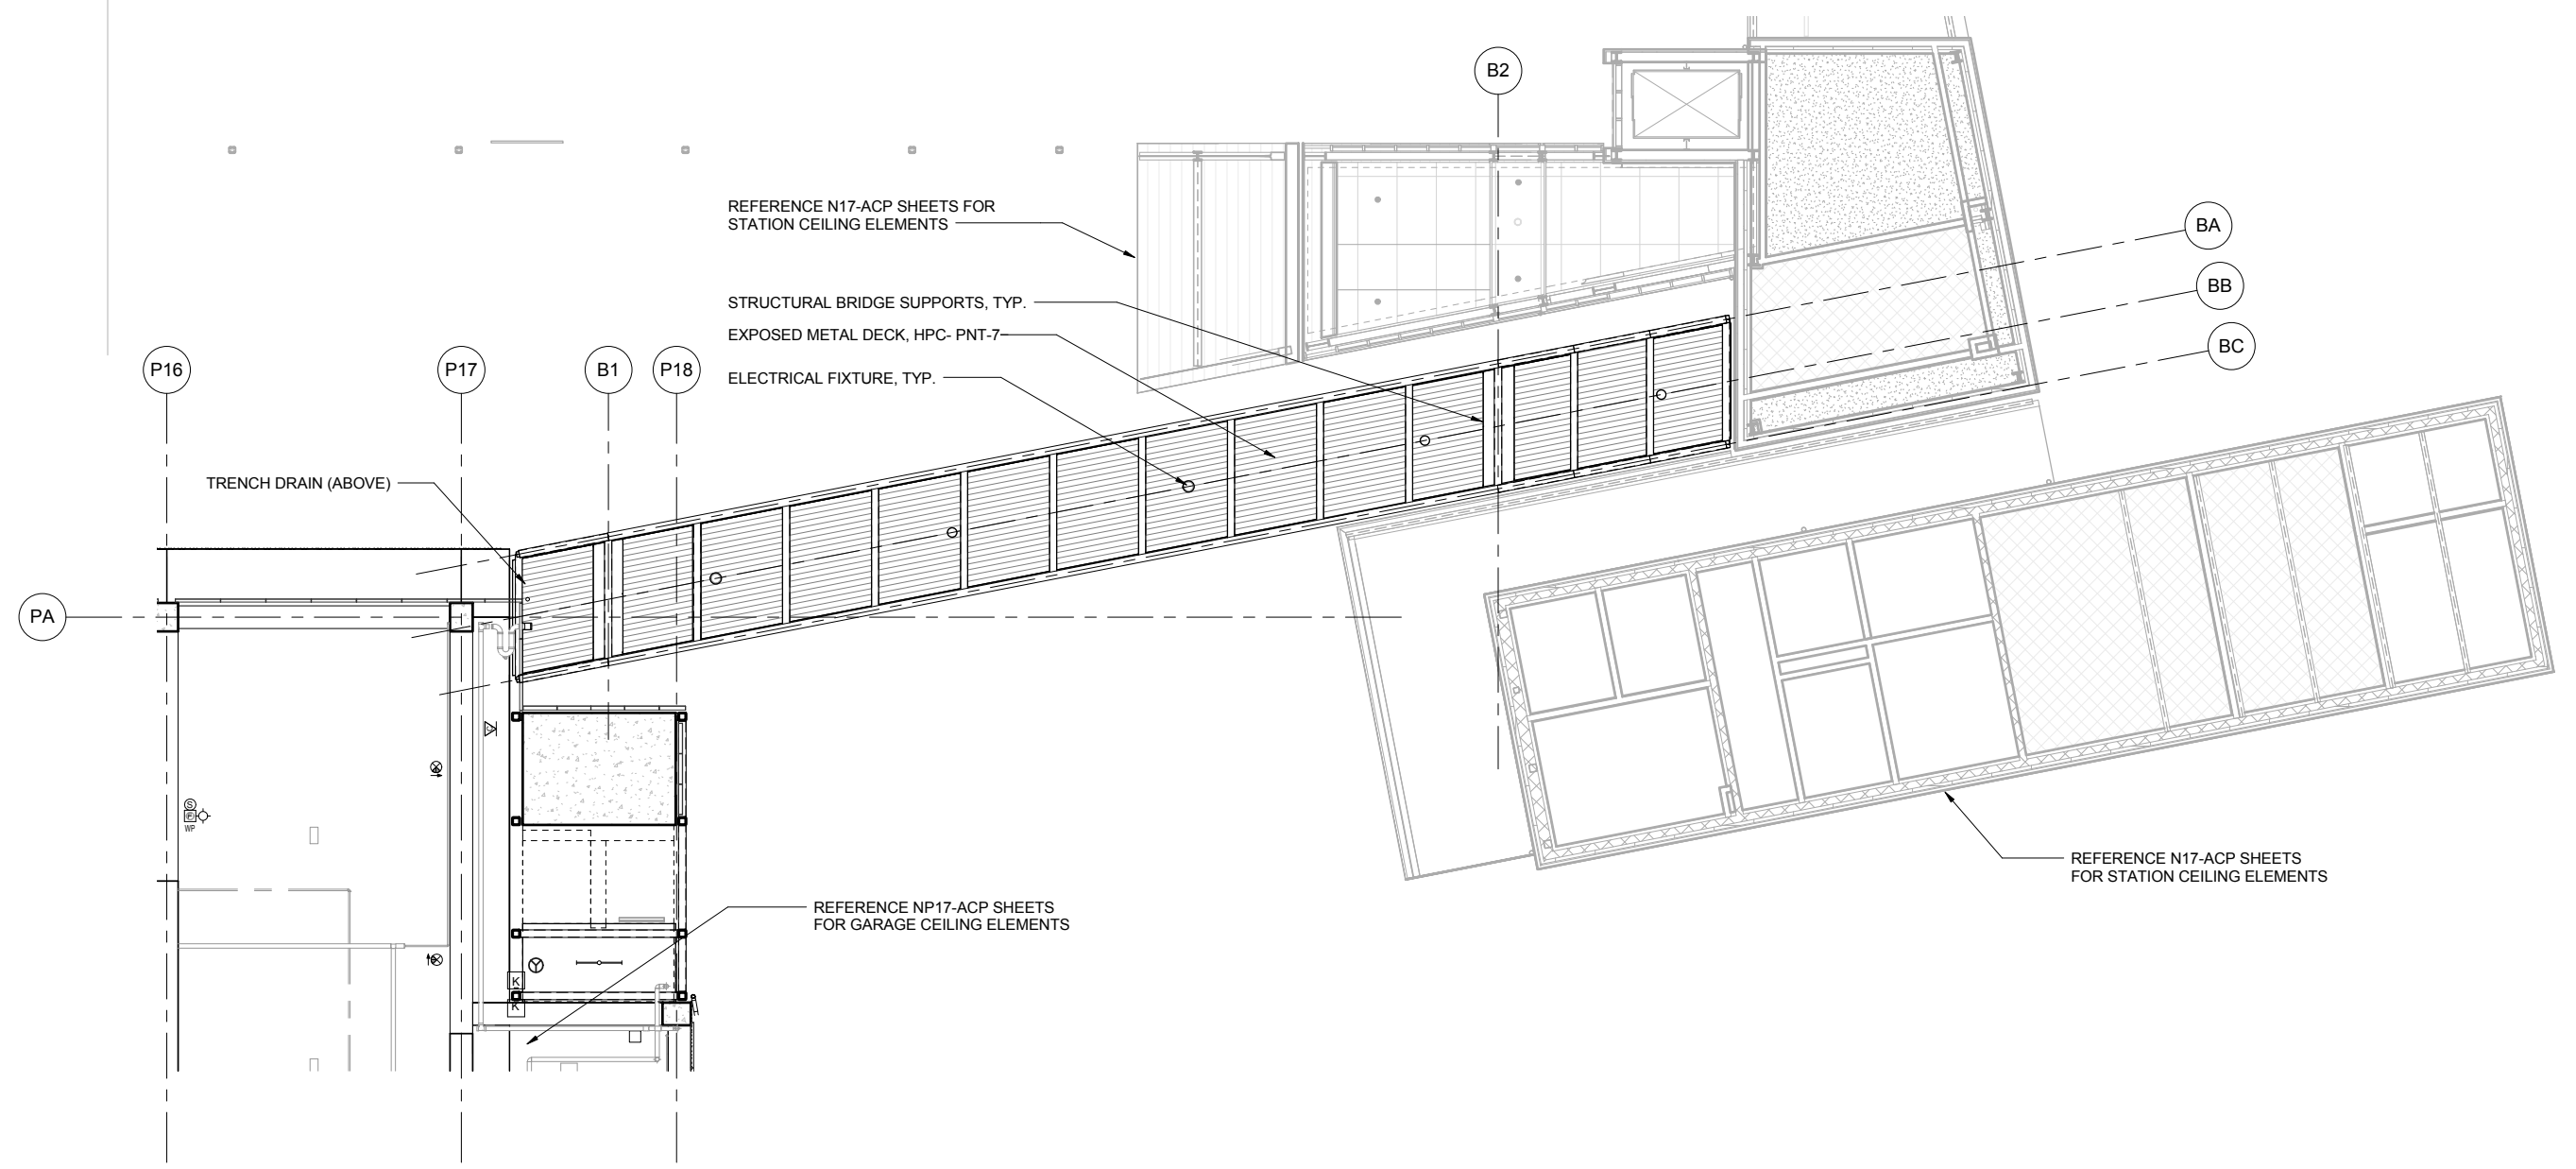 B2
REFERENCE N17-ACP SHEETS FOR
STATION CEILING ELEMENTS
BA
BB
BC
STRUCTURAL BRIDGE SUPPORTS, TYP.
EXPOSED METAL DECK, HPC- PNT-7
ELECTRICAL FIXTURE, TYP.
P16
P17
B1
P18
TRENCH DRAIN (ABOVE)
PA
S
F
WP
REFERENCE N17-ACP SHEETS
FOR STATION CEILING ELEMENTS
REFERENCE NP17-ACP SHEETS
FOR GARAGE CEILING ELEMENTS
Y
K
K